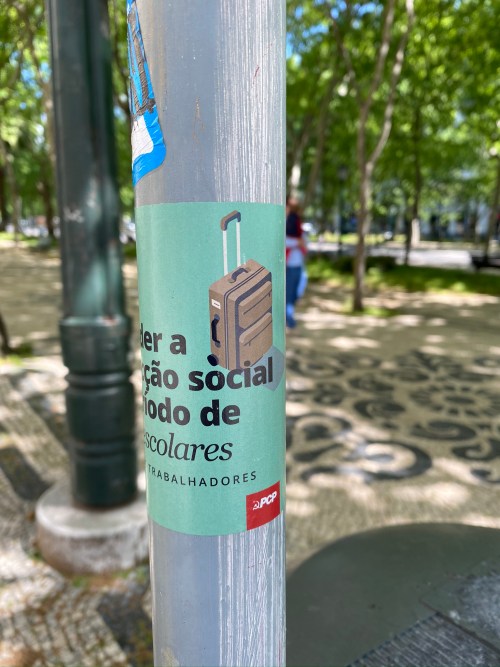 der a
ção social
íodo de
scolares
TRABALHADORES
PCP